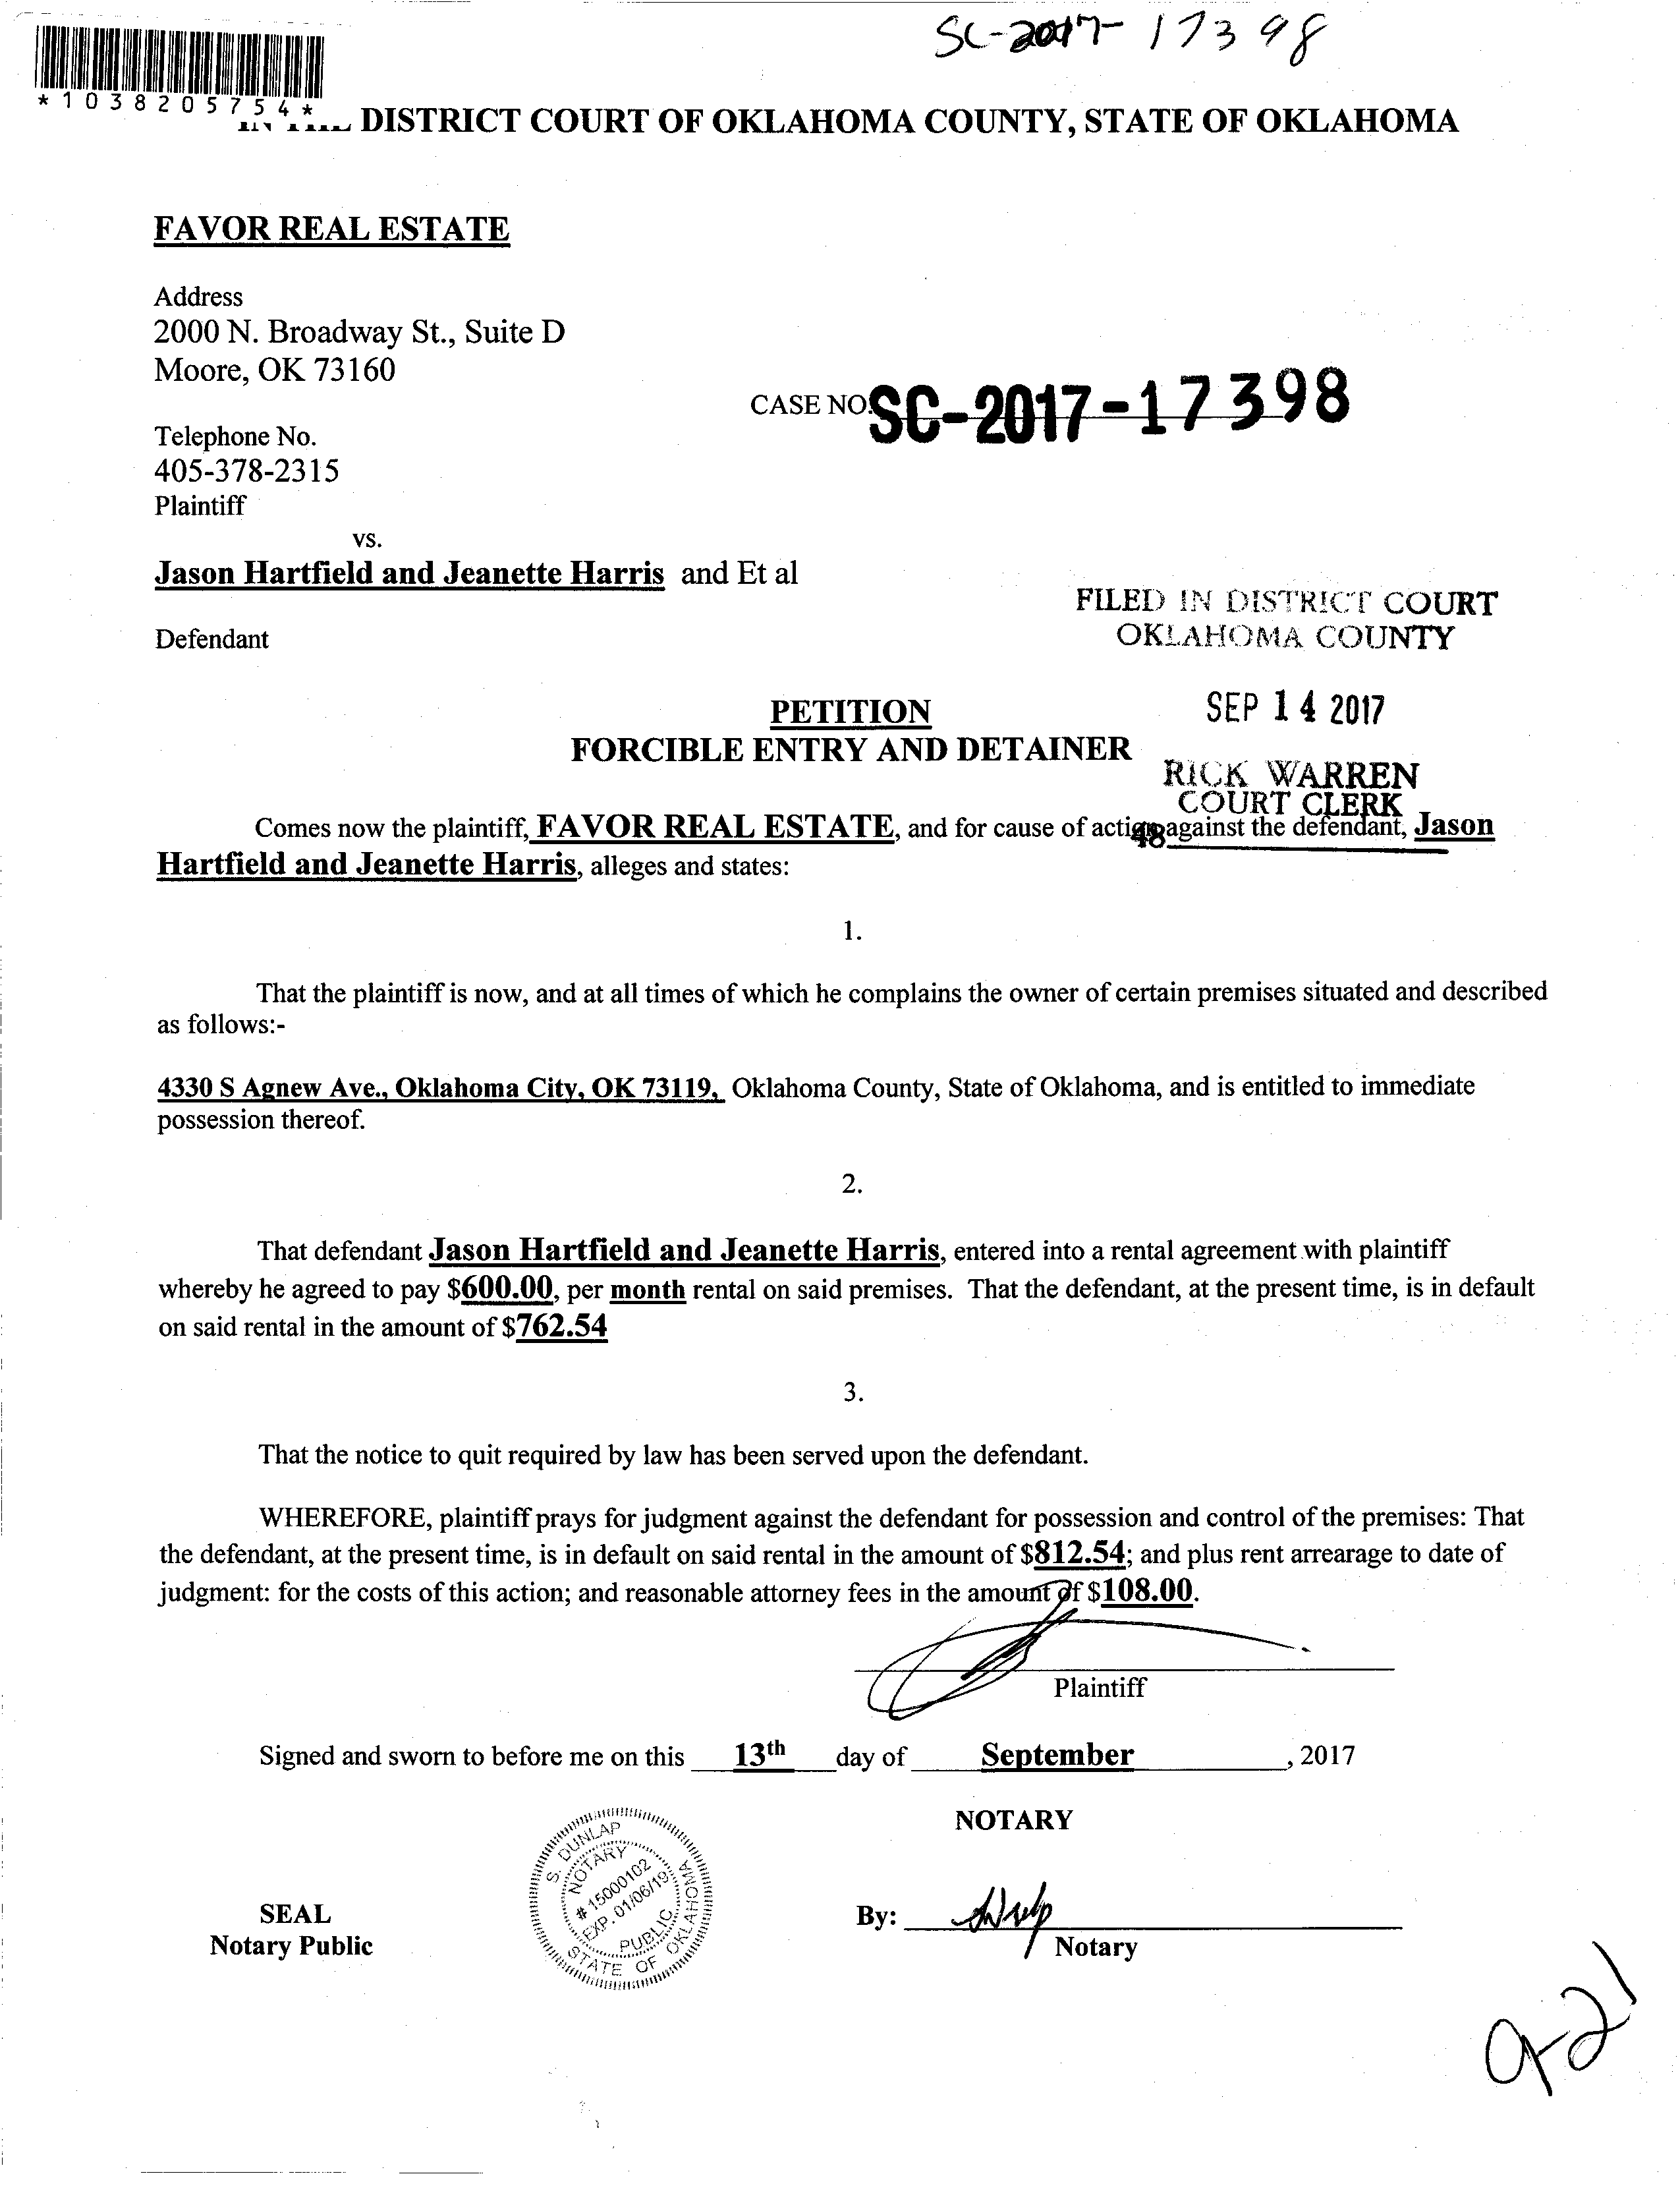 SC-2017-17398
*1038205754*
DISTRICT COURT OF OKLAHOMA COUNTY, STATE OF OKLAHOMA
FAVOR REAL ESTATE
Address
2000 N. Broadway St., Suite D
Moore, OK 73160
CASE NO. SC-2017-17398
Telephone No.
405-378-2315
Plaintiff
vs.
Jason Hartfield and Jeanette Harris and Et al
Defendant
FILED IN DISTRICT COURT
OKLAHOMA COUNTY
SEP 14 2017
RICK WARREN
COURT CLERK
48
PETITION
FORCIBLE ENTRY AND DETAINER
Comes now the plaintiff, FAVOR REAL ESTATE, and for cause of action against the defendant, Jason
Hartfield and Jeanette Harris, alleges and states:
1.
That the plaintiff is now, and at all times of which he complains the owner of certain premises situated and described
as follows:-
4330 S Agnew Ave., Oklahoma City, OK 73119, Oklahoma County, State of Oklahoma, and is entitled to immediate
possession thereof.
2.
That defendant Jason Hartfield and Jeanette Harris, entered into a rental agreement with plaintiff
whereby he agreed to pay $600.00, per month rental on said premises. That the defendant, at the present time, is in default
on said rental in the amount of $762.54
3.
That the notice to quit required by law has been served upon the defendant.
WHEREFORE, plaintiff prays for judgment against the defendant for possession and control of the premises: That
the defendant, at the present time, is in default on said rental in the amount of $812.54; and plus rent arrearage to date of
judgment: for the costs of this action; and reasonable attorney fees in the amount of $108.00.
Plaintiff
Signed and sworn to before me on this 13th day of September, 2017
NOTARY
S. DUNLAP
NOTARY
# 15000102
EXP. 01/06/19
PUBLIC
STATE OF OKLAHOMA
SEAL
Notary Public
By:
Notary
9-21